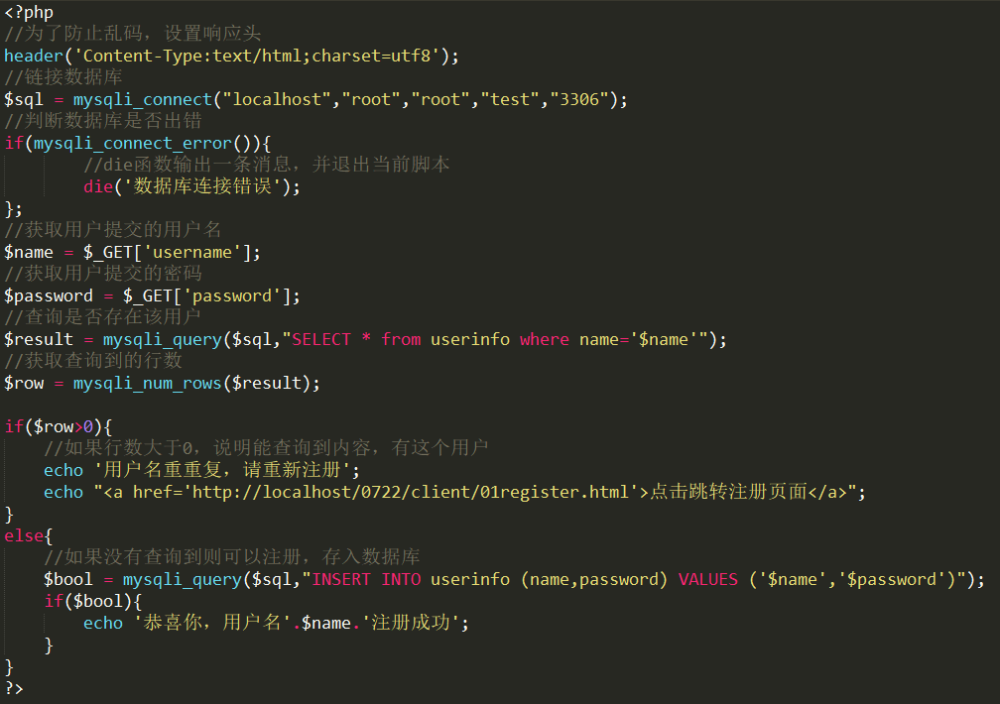 <?php
//为了防止乱码，设置响应头
header('Content-Type:text/html;charset=utf8');
//链接数据库
$sql = mysqli_connect("localhost","root","root","test","3306");
//判断数据库是否出错
if(mysqli_connect_error()){
        //die函数输出一条消息，并退出当前脚本
        die('数据库连接错误');
};
//获取用户提交的用户名
$name = $_GET['username'];
//获取用户提交的密码
$password = $_GET['password'];
//查询是否存在该用户
$result = mysqli_query($sql,"SELECT * from userinfo where name='$name'");
//获取查询到的行数
$row = mysqli_num_rows($result);

if($row>0){
    //如果行数大于0，说明能查询到内容，有这个用户
    echo '用户名重重复，请重新注册';
    echo "<a href='http://localhost/0722/client/01register.html'>点击跳转注册页面</a>";
}
else{
    //如果没有查询到则可以注册，存入数据库
    $bool = mysqli_query($sql,"INSERT INTO userinfo (name,password) VALUES ('$name','$password')");
    if($bool){
        echo '恭喜你，用户名'.$name.'注册成功';
    }
}
?>